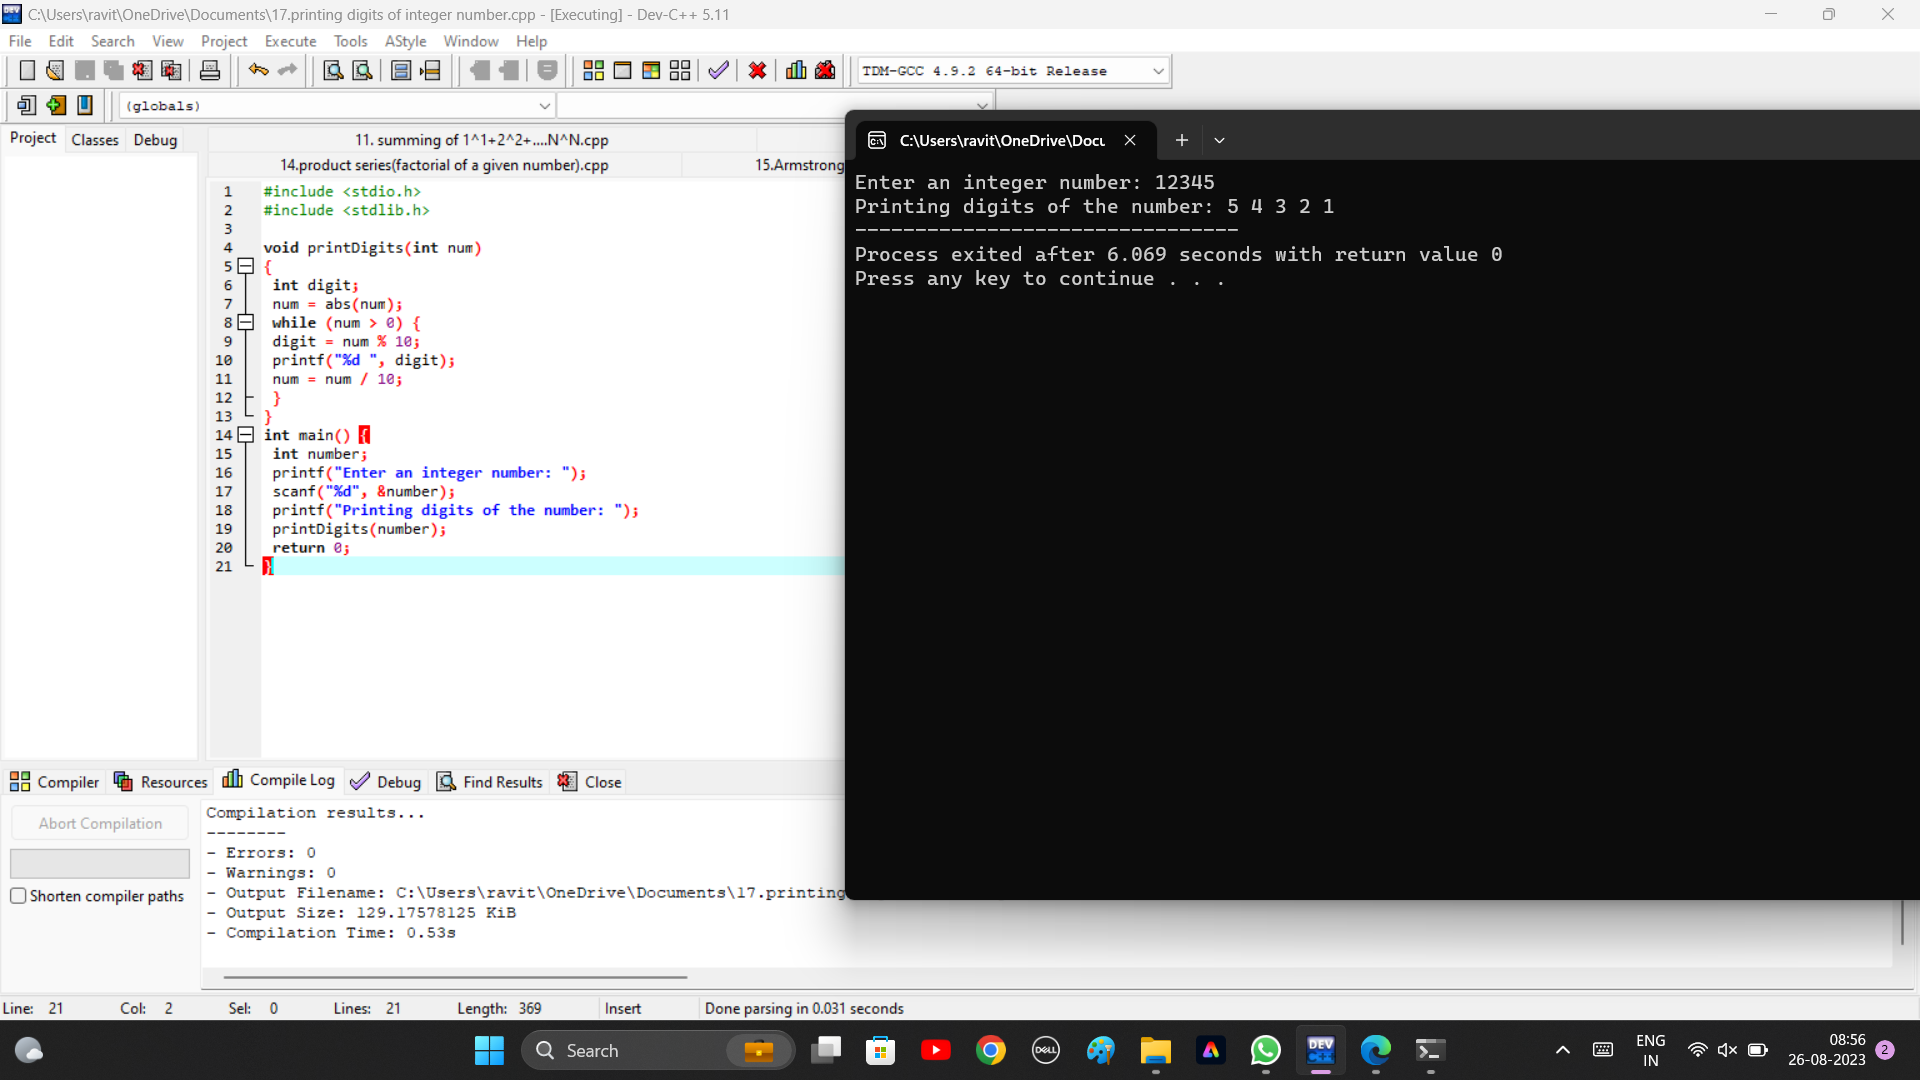 C:\Users\ravit\OneDrive\Documents\17.printing digits of integer number.cpp - [Executing] - Dev-C++ 5.11
File Edit Search View Project Execute Tools AStyle Window Help
TDM-GCC 4.9.2 64-bit Release
(globals)
Project Classes Debug
11. summing of 1^1+2^2+....N^N.cpp
14.product series(factorial of a given number).cpp 15.Armstrong
1 #include <stdio.h>
2 #include <stdlib.h>
3
4 void printDigits(int num)
5 {
6 int digit;
7 num = abs(num);
8 while (num > 0) {
9 digit = num % 10;
10 printf("%d ", digit);
11 num = num / 10;
12 }
13 }
14 int main() {
15 int number;
16 printf("Enter an integer number: ");
17 scanf("%d", &number);
18 printf("Printing digits of the number: ");
19 printDigits(number);
20 return 0;
21 }
C:\Users\ravit\OneDrive\Docu
Enter an integer number: 12345
Printing digits of the number: 5 4 3 2 1
--------------------------------
Process exited after 6.069 seconds with return value 0
Press any key to continue . . .
Compiler Resources Compile Log Debug Find Results Close
Abort Compilation
Shorten compiler paths
Compilation results...
--------
- Errors: 0
- Warnings: 0
- Output Filename: C:\Users\ravit\OneDrive\Documents\17.printing
- Output Size: 129.17578125 KiB
- Compilation Time: 0.53s
Line: 21 Col: 2 Sel: 0 Lines: 21 Length: 369 Insert Done parsing in 0.031 seconds
Search
DELL
DEV
ENG
IN
08:56
26-08-2023
2